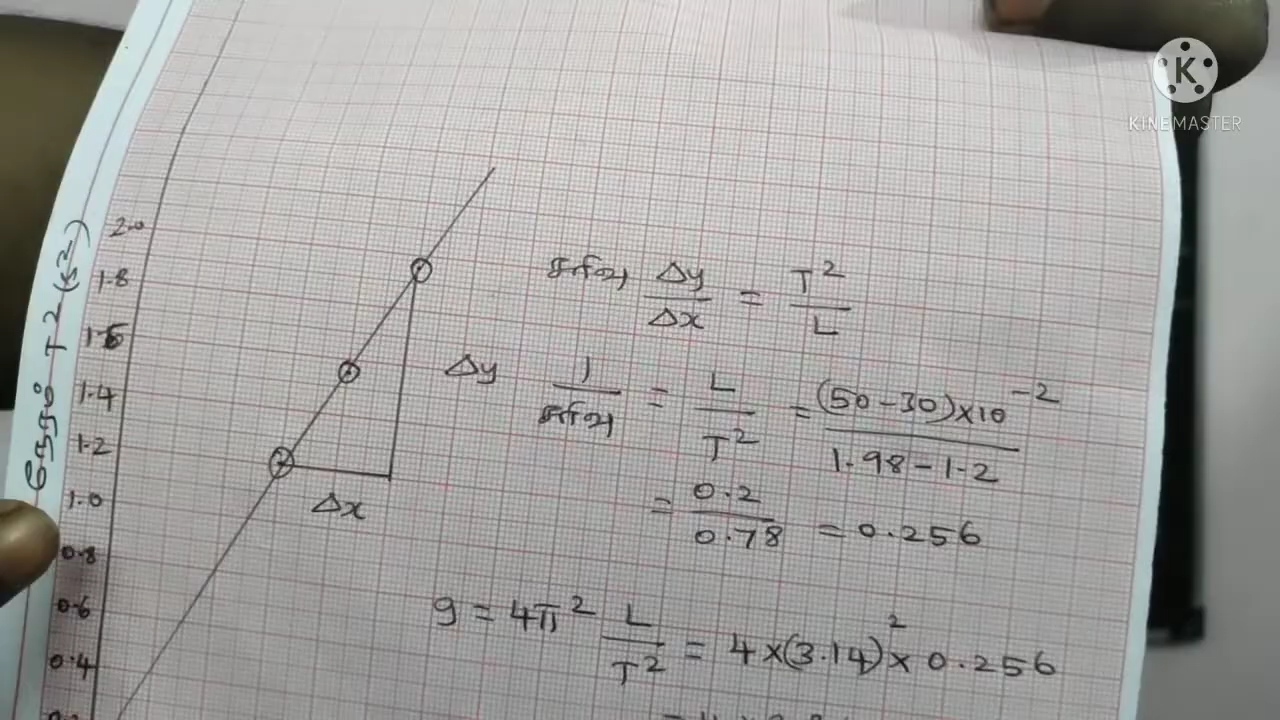 KINEMASTER
2.0
1.8
1.6
1.4
1.2
1.0
0.8
0.6
0.4
T2
Δy
Δx
சரிவு Δy/Δx = T²/L
1/சரிவு = L/T² = (50-30)×10⁻²/1.98-1.2
= 0.2/0.78 = 0.256
g = 4π² L/T² = 4×(3.14)²× 0.256